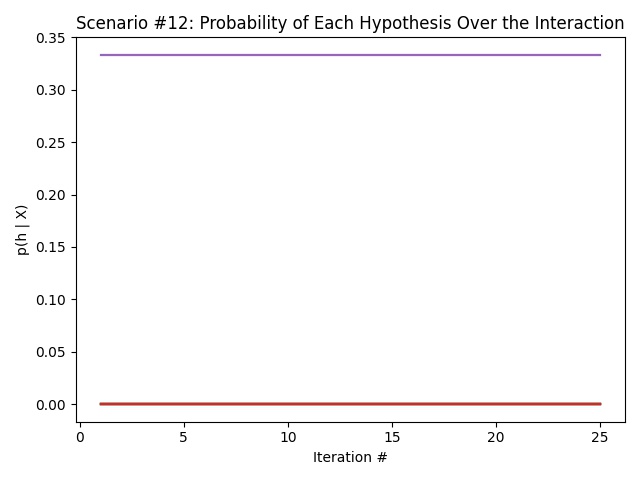 Scenario #12: Probability of Each Hypothesis Over the Interaction
0.35
0.30
0.25
0.20
0.15
0.10
0.05
0.00
p(h | X)
0 5 10 15 20 25
Iteration #